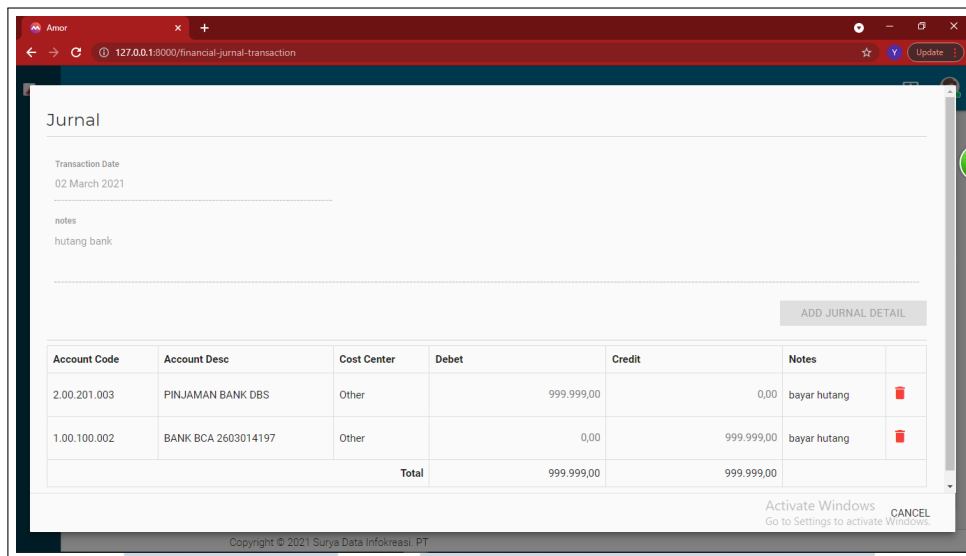 Amor
127.0.0.1:8000/financial-jurnal-transaction
Y
Update
Jurnal
Transaction Date
02 March 2021
notes
hutang bank
ADD JURNAL DETAIL
Account Code Account Desc Cost Center Debet Credit Notes
2.00.201.003 PINJAMAN BANK DBS Other 999.999,00 0,00 bayar hutang
1.00.100.002 BANK BCA 2603014197 Other 0,00 999.999,00 bayar hutang
Total 999.999,00 999.999,00
Activate Windows
CANCEL
Go to Settings to activate Windows.
Copyright © 2021 Surya Data Infokreasi. PT